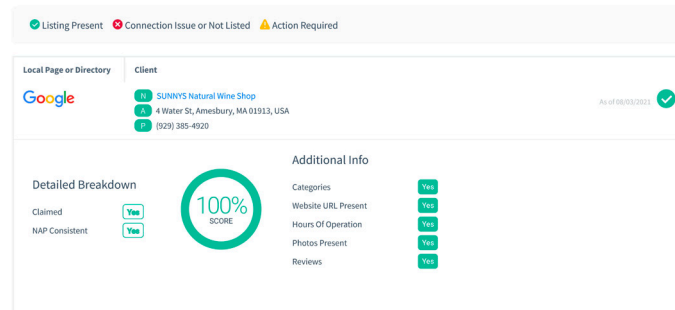 Listing Present Connection Issue or Not Listed Action Required
Local Page or Directory Client
Google
N SUNNYS Natural Wine Shop
A 4 Water St, Amesbury, MA 01913, USA
P (929) 385-4920
As of 08/03/2021
Detailed Breakdown
Claimed Yes
NAP Consistent Yes
100%
SCORE
Additional Info
Categories Yes
Website URL Present Yes
Hours Of Operation Yes
Photos Present Yes
Reviews Yes